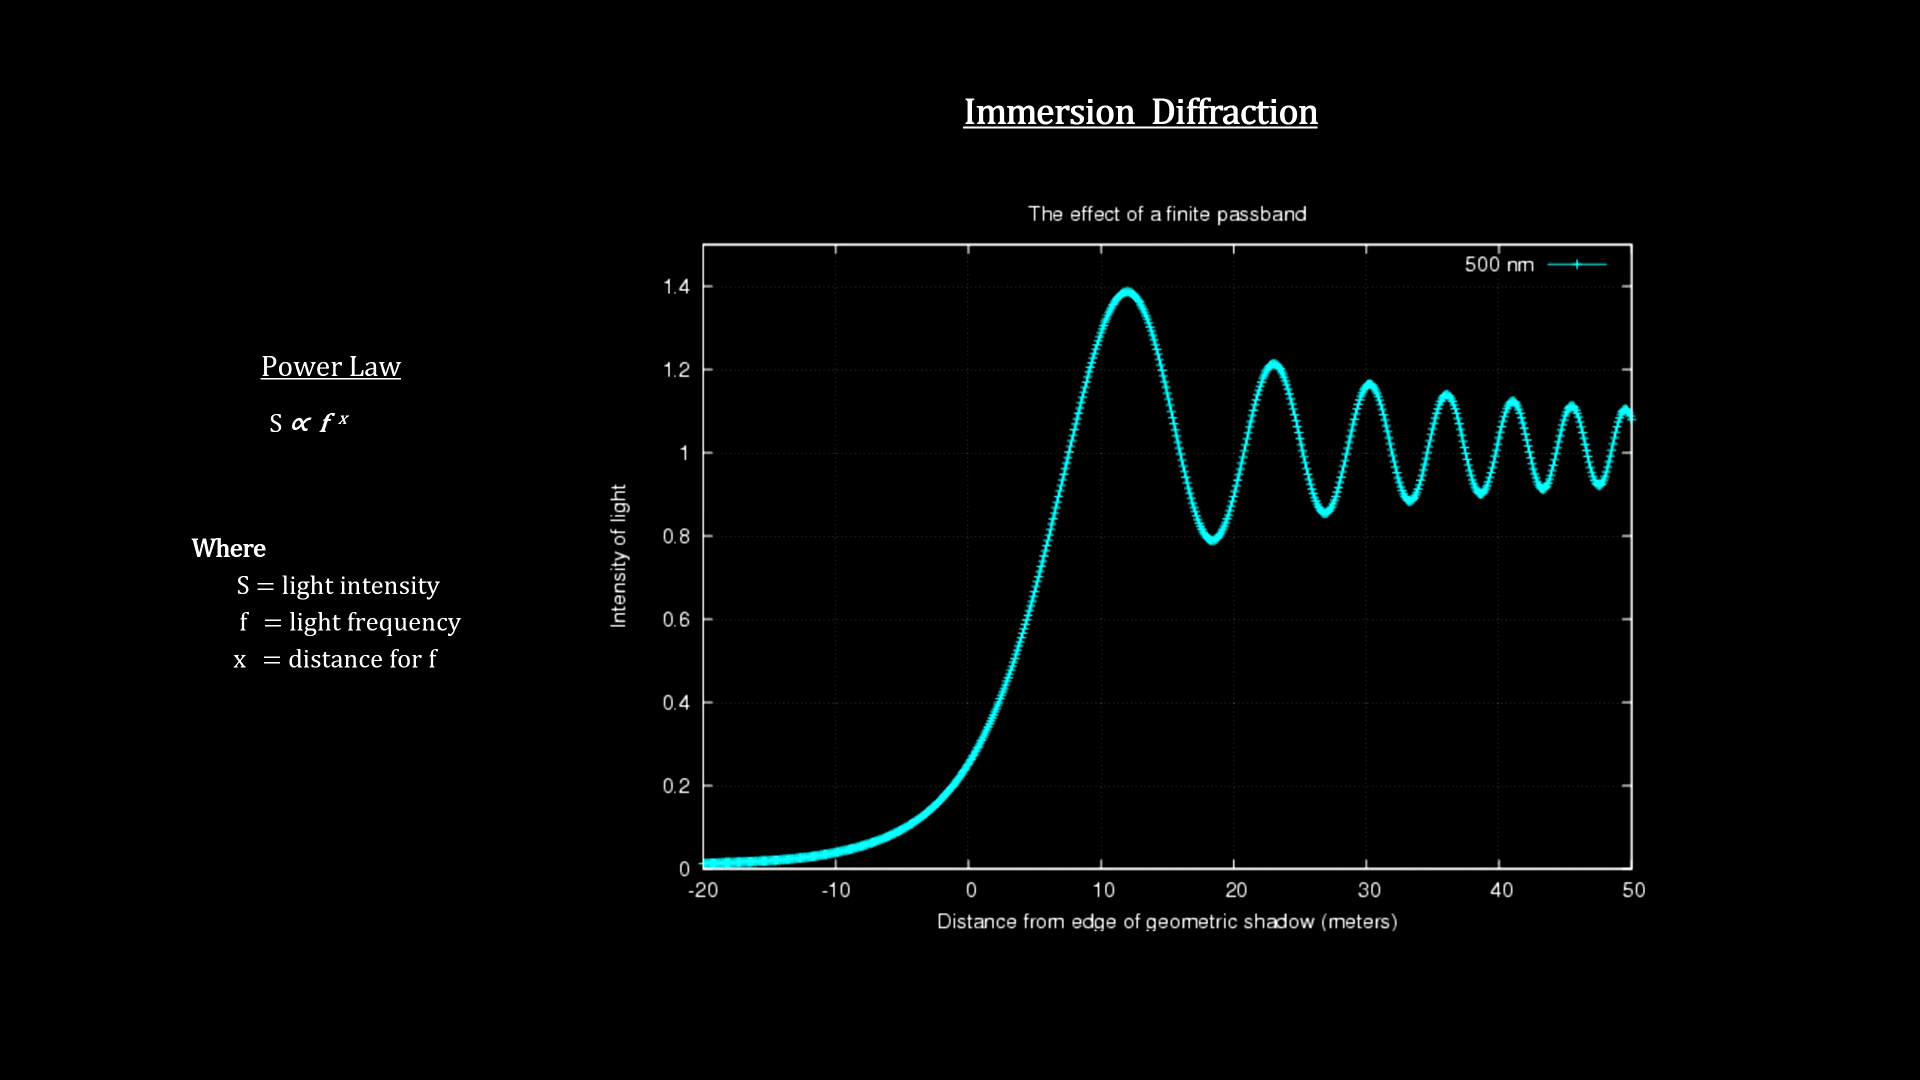 Immersion Diffraction
The effect of a finite passband
500 nm
Power Law
S ∝ f ˣ
Where
S = light intensity
f = light frequency
x = distance for f
Intensity of light
1.4
1.2
1
0.8
0.6
0.4
0.2
0
-20 -10 0 10 20 30 40 50
Distance from edge of geometric shadow (meters)